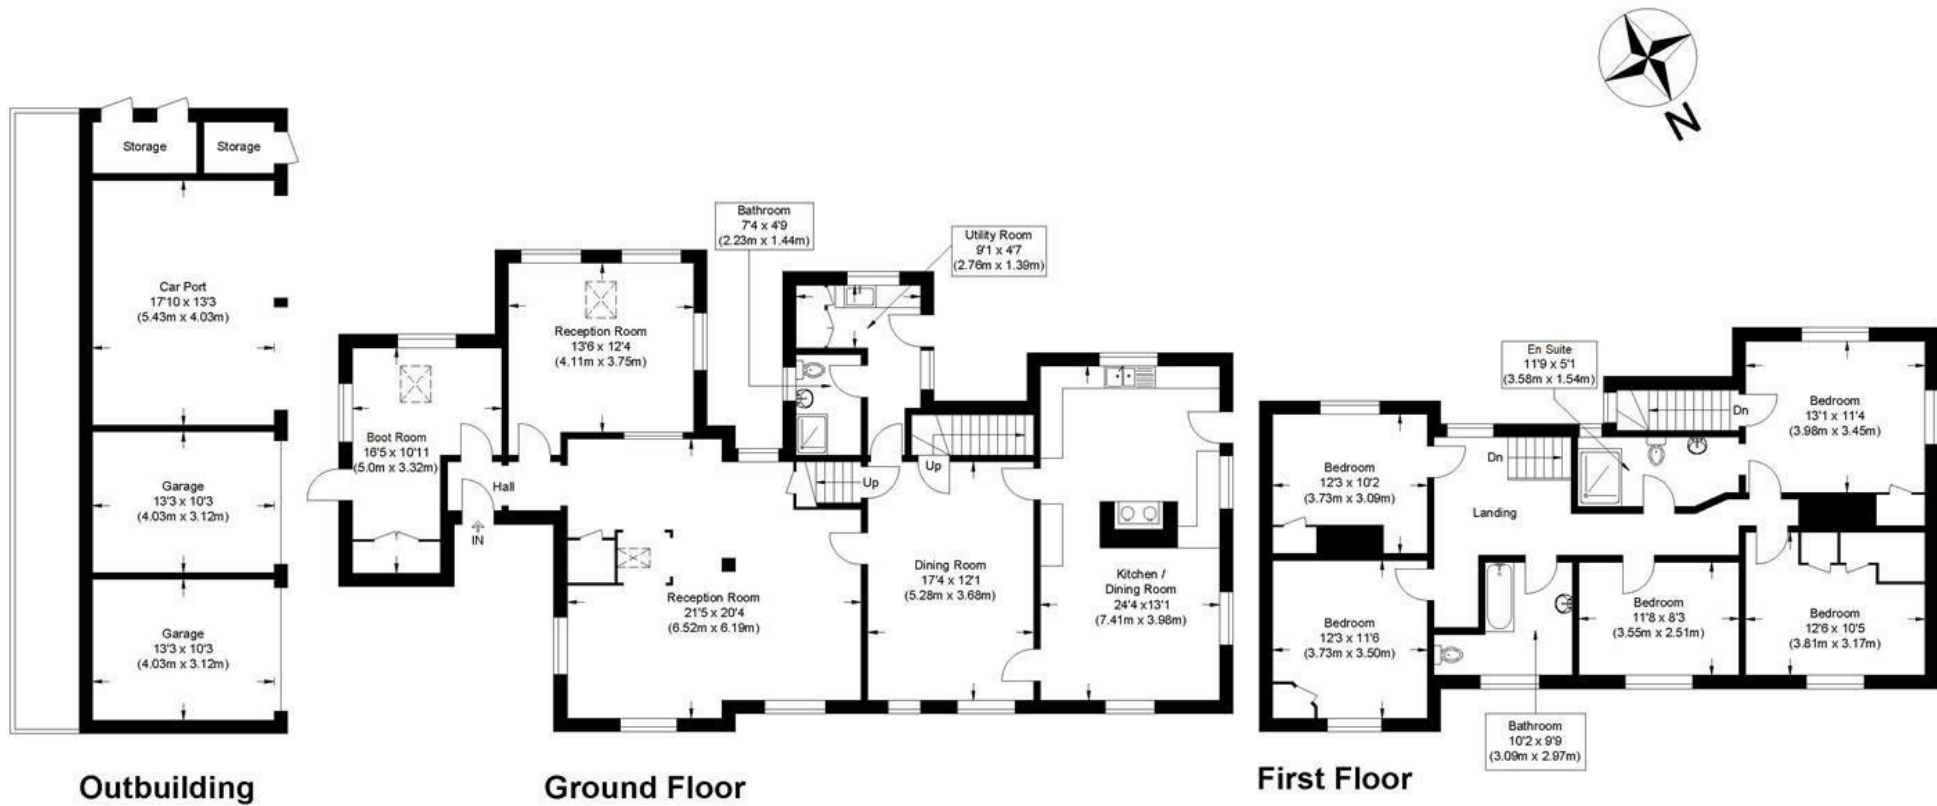 N
Storage
Storage
Car Port
17'10 x 13'3
(5.43m x 4.03m)
Garage
13'3 x 10'3
(4.03m x 3.12m)
Garage
13'3 x 10'3
(4.03m x 3.12m)
Outbuilding
Bathroom
7'4 x 4'9
(2.23m x 1.44m)
Utility Room
9'1 x 4'7
(2.76m x 1.39m)
Reception Room
13'6 x 12'4
(4.11m x 3.75m)
Boot Room
16'5 x 10'11
(5.0m x 3.32m)
Hall
IN
Up
Up
Reception Room
21'5 x 20'4
(6.52m x 6.19m)
Dining Room
17'4 x 12'1
(5.28m x 3.68m)
Kitchen /
Dining Room
24'4 x13'1
(7.41m x 3.98m)
Ground Floor
En Suite
11'9 x 5'1
(3.58m x 1.54m)
Dn
Bedroom
13'1 x 11'4
(3.98m x 3.45m)
Bedroom
12'3 x 10'2
(3.73m x 3.09m)
Dn
Landing
Bedroom
12'3 x 11'6
(3.73m x 3.50m)
Bedroom
11'8 x 8'3
(3.55m x 2.51m)
Bedroom
12'6 x 10'5
(3.81m x 3.17m)
Bathroom
10'2 x 9'9
(3.09m x 2.97m)
First Floor